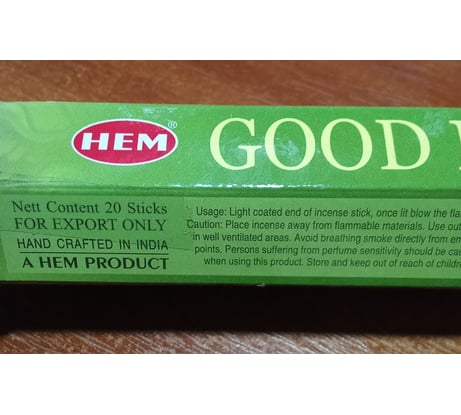 HEM®
GOOD
Nett Content 20 Sticks
FOR EXPORT ONLY
HAND CRAFTED IN INDIA
A HEM PRODUCT
Usage: Light coated end of incense stick, once lit blow the
Caution: Place incense away from flammable materials. Use
in well ventilated areas. Avoid breathing smoke directly from
points. Persons suffering from perfume sensitivity should be
when using this product. Store and keep out of reach of